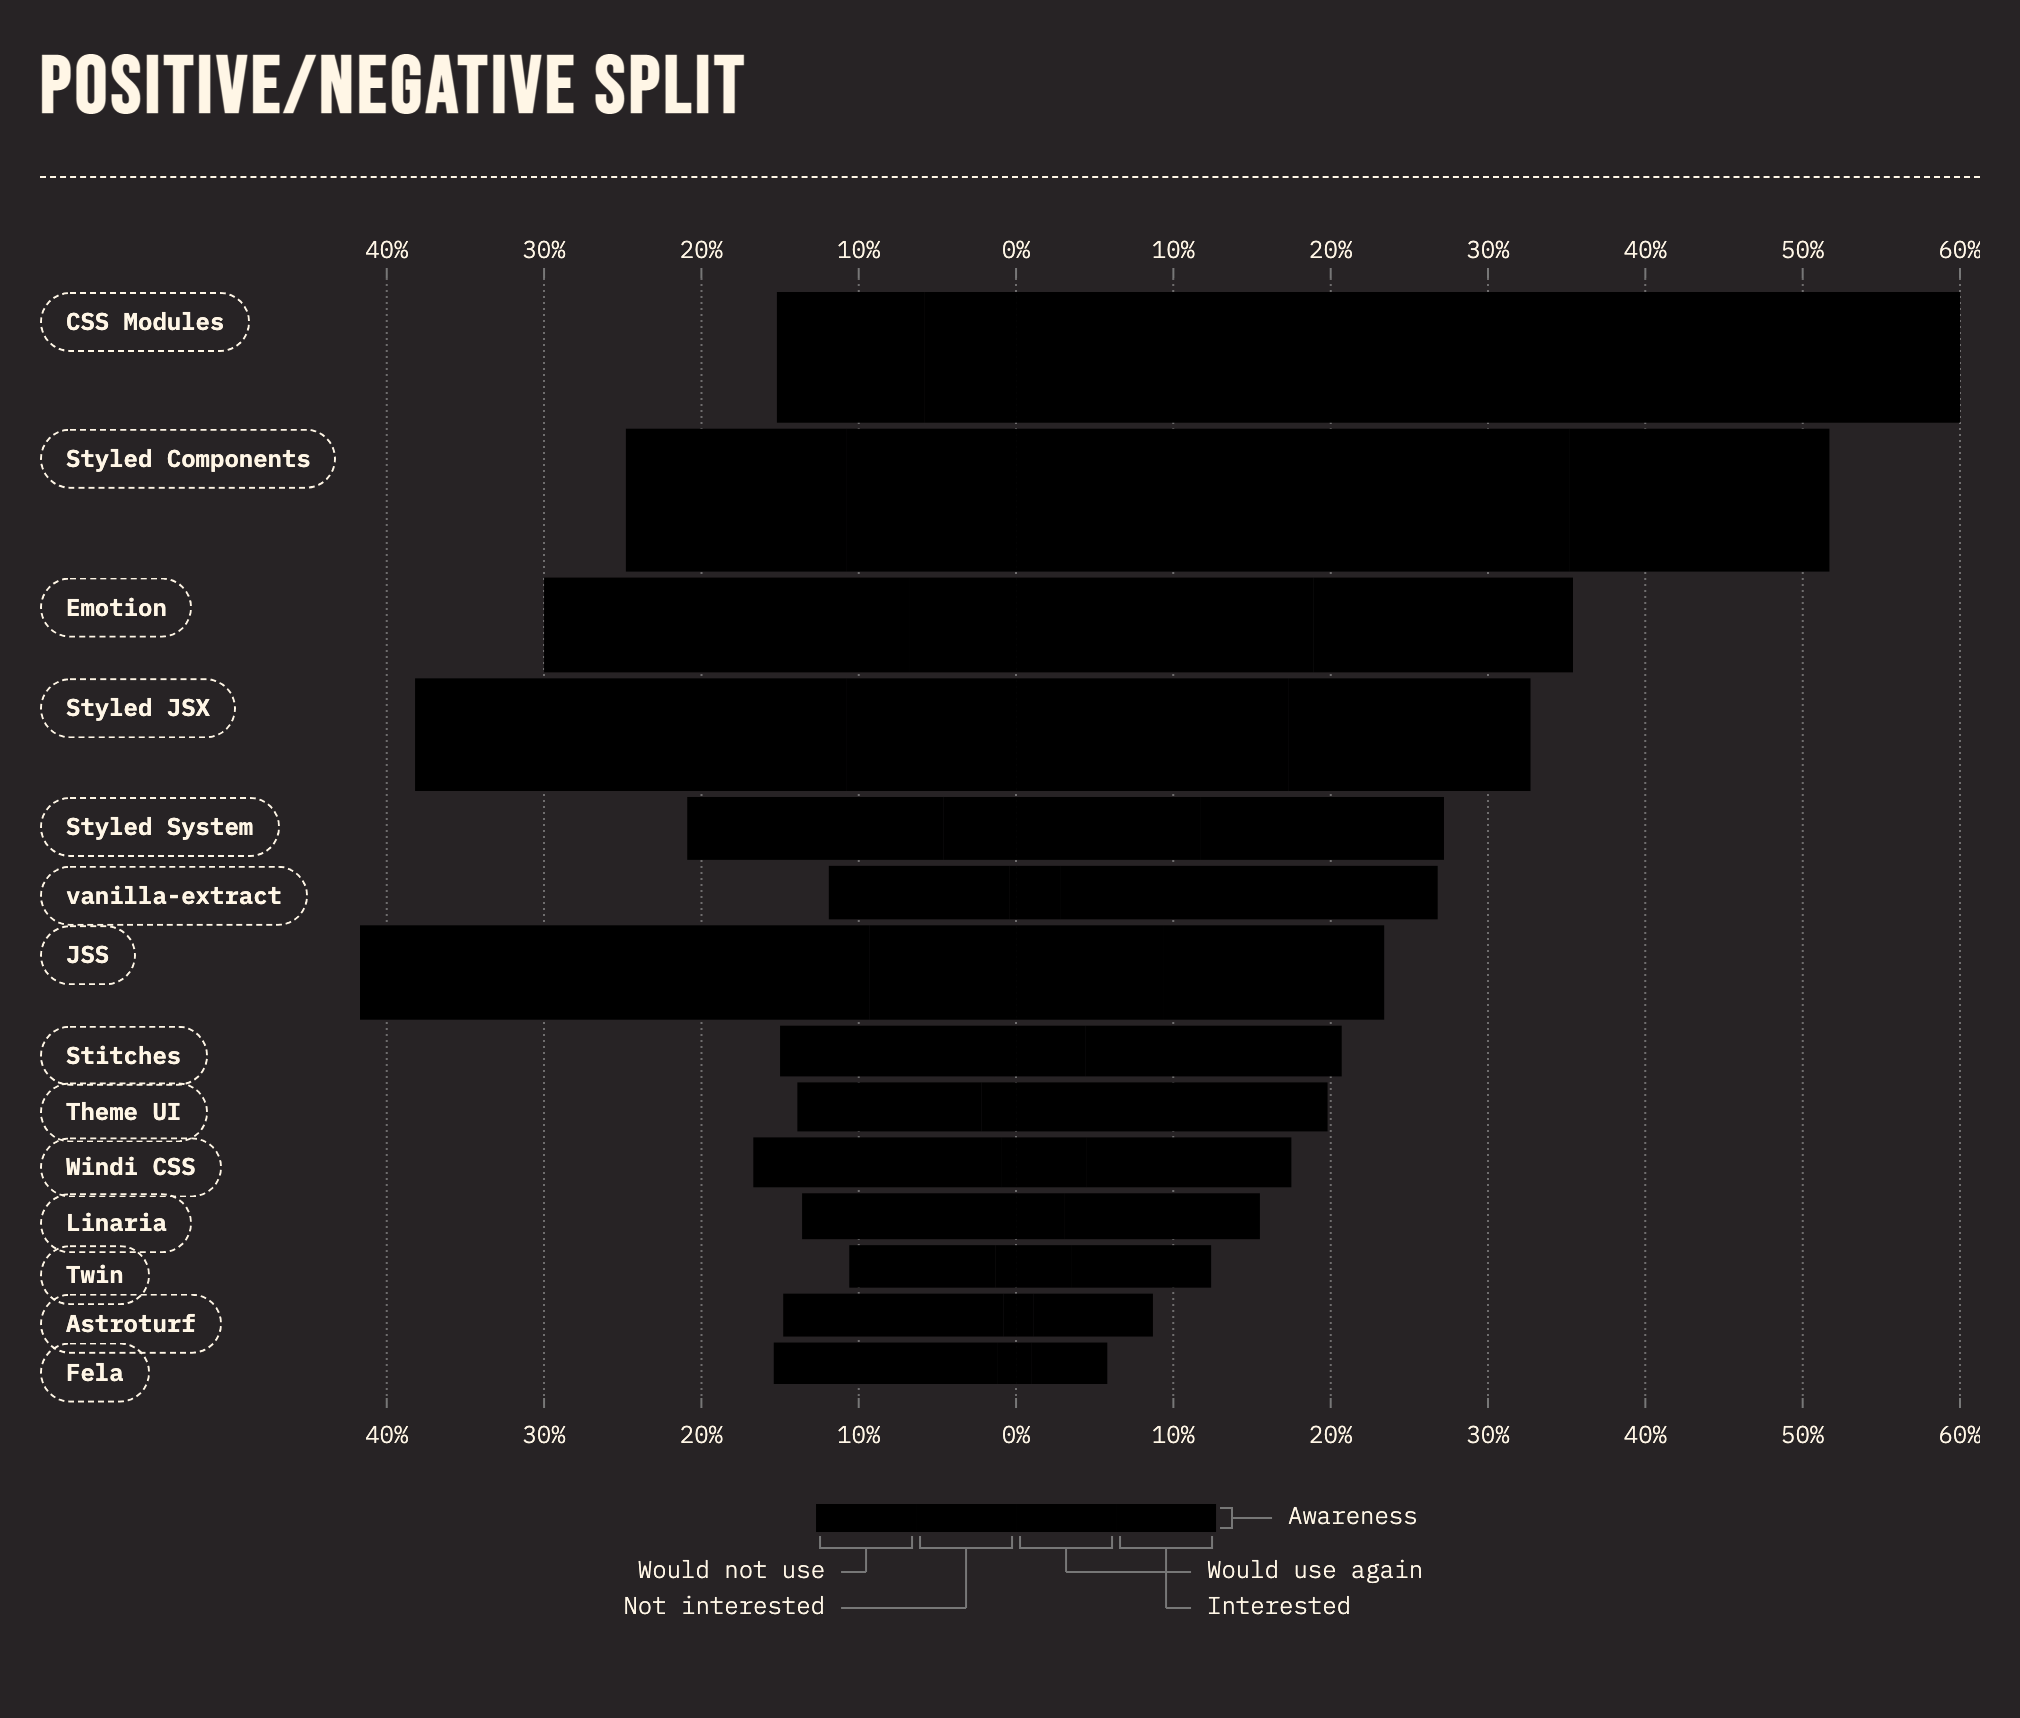 POSITIVE/NEGATIVE SPLIT
40% 30% 20% 10% 0% 10% 20% 30% 40% 50% 60%
CSS Modules
Styled Components
Emotion
Styled JSX
Styled System
vanilla-extract
JSS
Stitches
Theme UI
Windi CSS
Linaria
Twin
Astroturf
Fela
40% 30% 20% 10% 0% 10% 20% 30% 40% 50% 60%
Awareness
Would not use Would use again
Not interested Interested